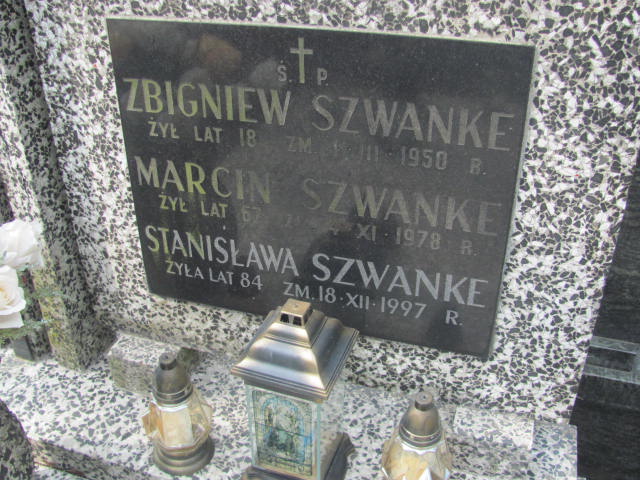 Ś. P.
ZBIGNIEW SZWANKE
ŻYŁ LAT 18 ZM. III · 1950 R.
MARCIN SZWANKE
ŻYŁ LAT 67 XI · 1978 R.
STANISŁAWA SZWANKE
ŻYŁA LAT 84 ZM. 18 · XII · 1997 R.